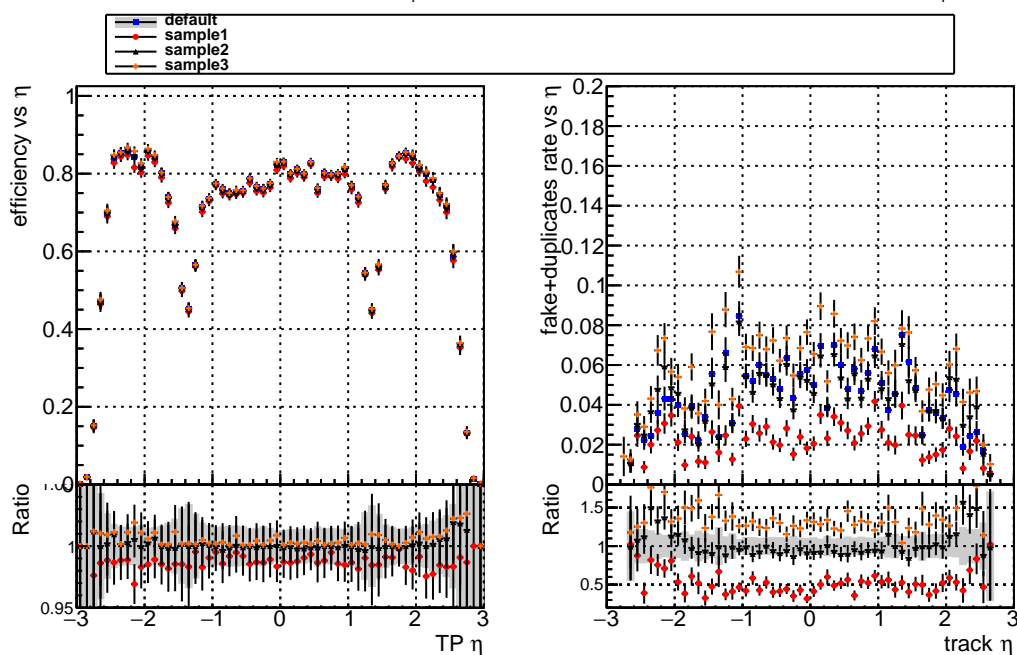 default
sample1
sample2
sample3
efficiency vs η
1
0.8
0.6
0.4
0.2
0
Ratio
1
0.95
−3 −2 −1 0 1 2 3
TP η
fake+duplicates rate vs η
0.2
0.18
0.16
0.14
0.12
0.1
0.08
0.06
0.04
0.02
0
Ratio
1.5
1
0.5
−3 −2 −1 0 1 2 3
track η